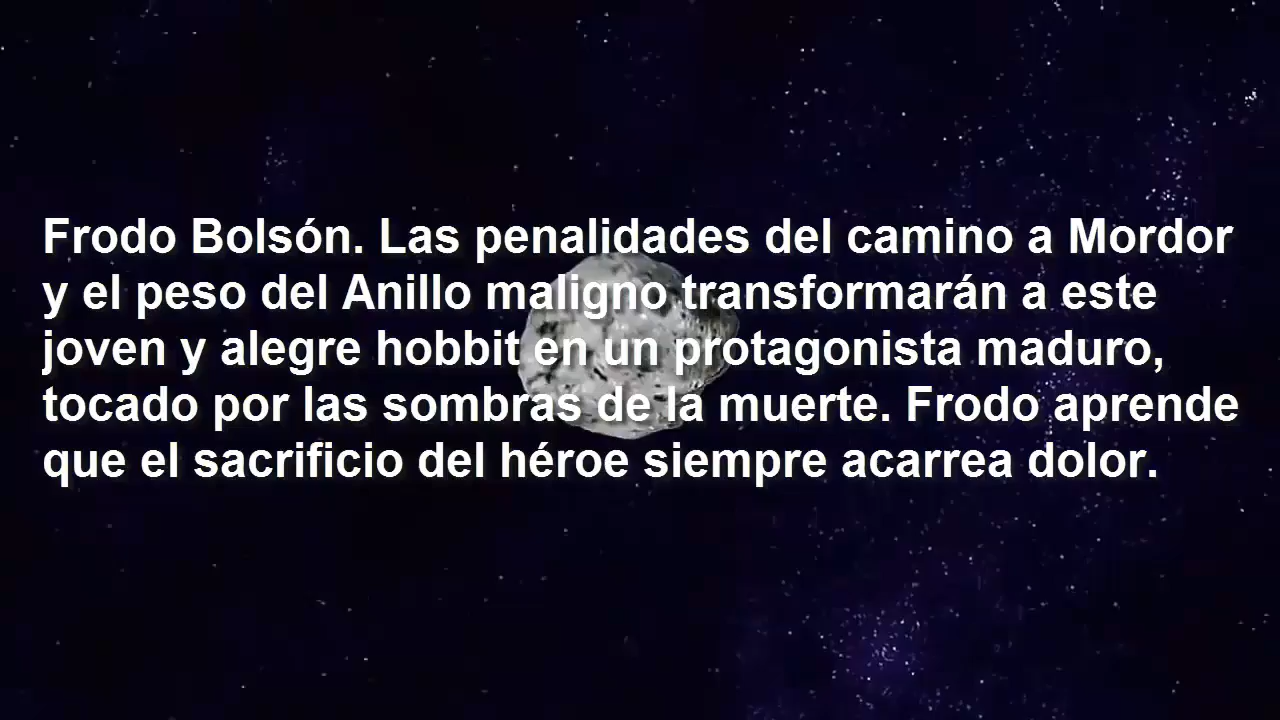 Frodo Bolsón. Las penalidades del camino a Mordor
y el peso del Anillo maligno transformarán a este
joven y alegre hobbit en un protagonista maduro,
tocado por las sombras de la muerte. Frodo aprende
que el sacrificio del héroe siempre acarrea dolor.